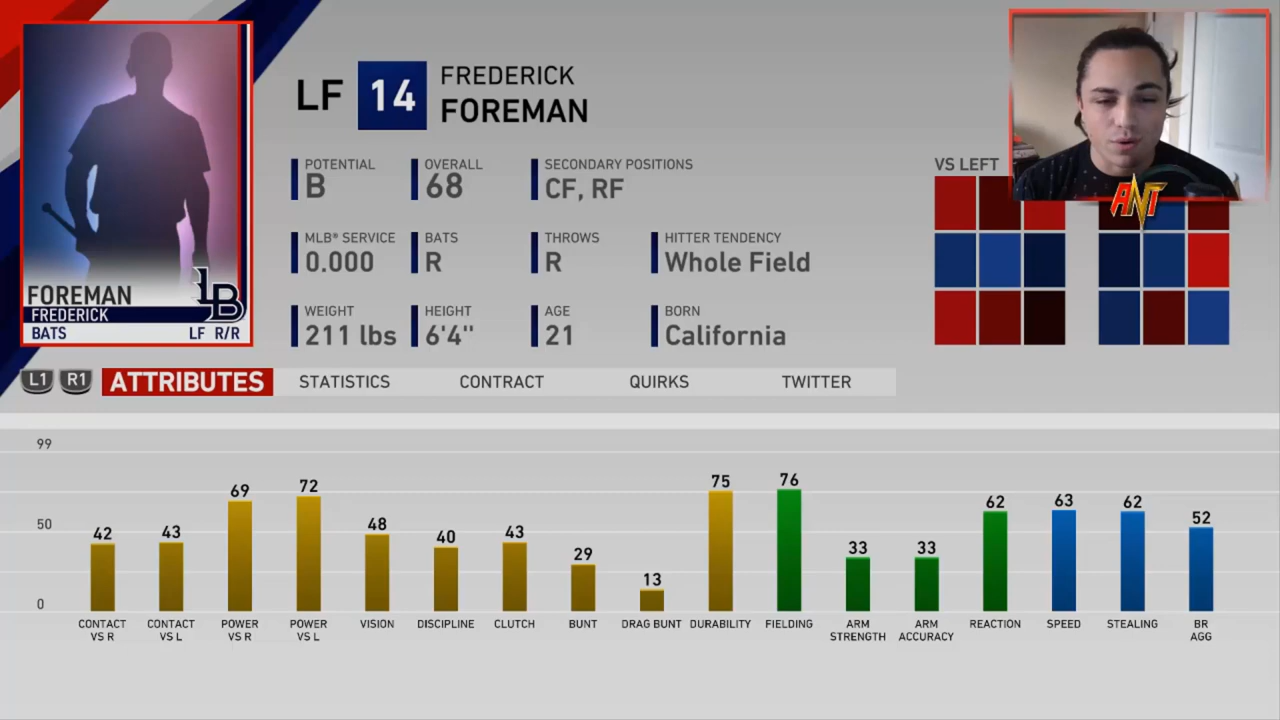 LF 14 FREDERICK
FOREMAN
POTENTIAL
B
OVERALL
68
SECONDARY POSITIONS
CF, RF
MLB® SERVICE
0.000
BATS
R
THROWS
R
HITTER TENDENCY
Whole Field
WEIGHT
211 lbs
HEIGHT
6'4"
AGE
21
BORN
California
VS LEFT
ANT
LB
FOREMAN
FREDERICK
BATS LF R/R
L1 R1 ATTRIBUTES STATISTICS CONTRACT QUIRKS TWITTER
99
50
0
42 43 69 72 48 40 43 29 13 75 76 33 33 62 63 62 52
CONTACT
VS R
CONTACT
VS L
POWER
VS R
POWER
VS L
VISION
DISCIPLINE
CLUTCH
BUNT
DRAG BUNT
DURABILITY
FIELDING
ARM
STRENGTH
ARM
ACCURACY
REACTION
SPEED
STEALING
BR
AGG